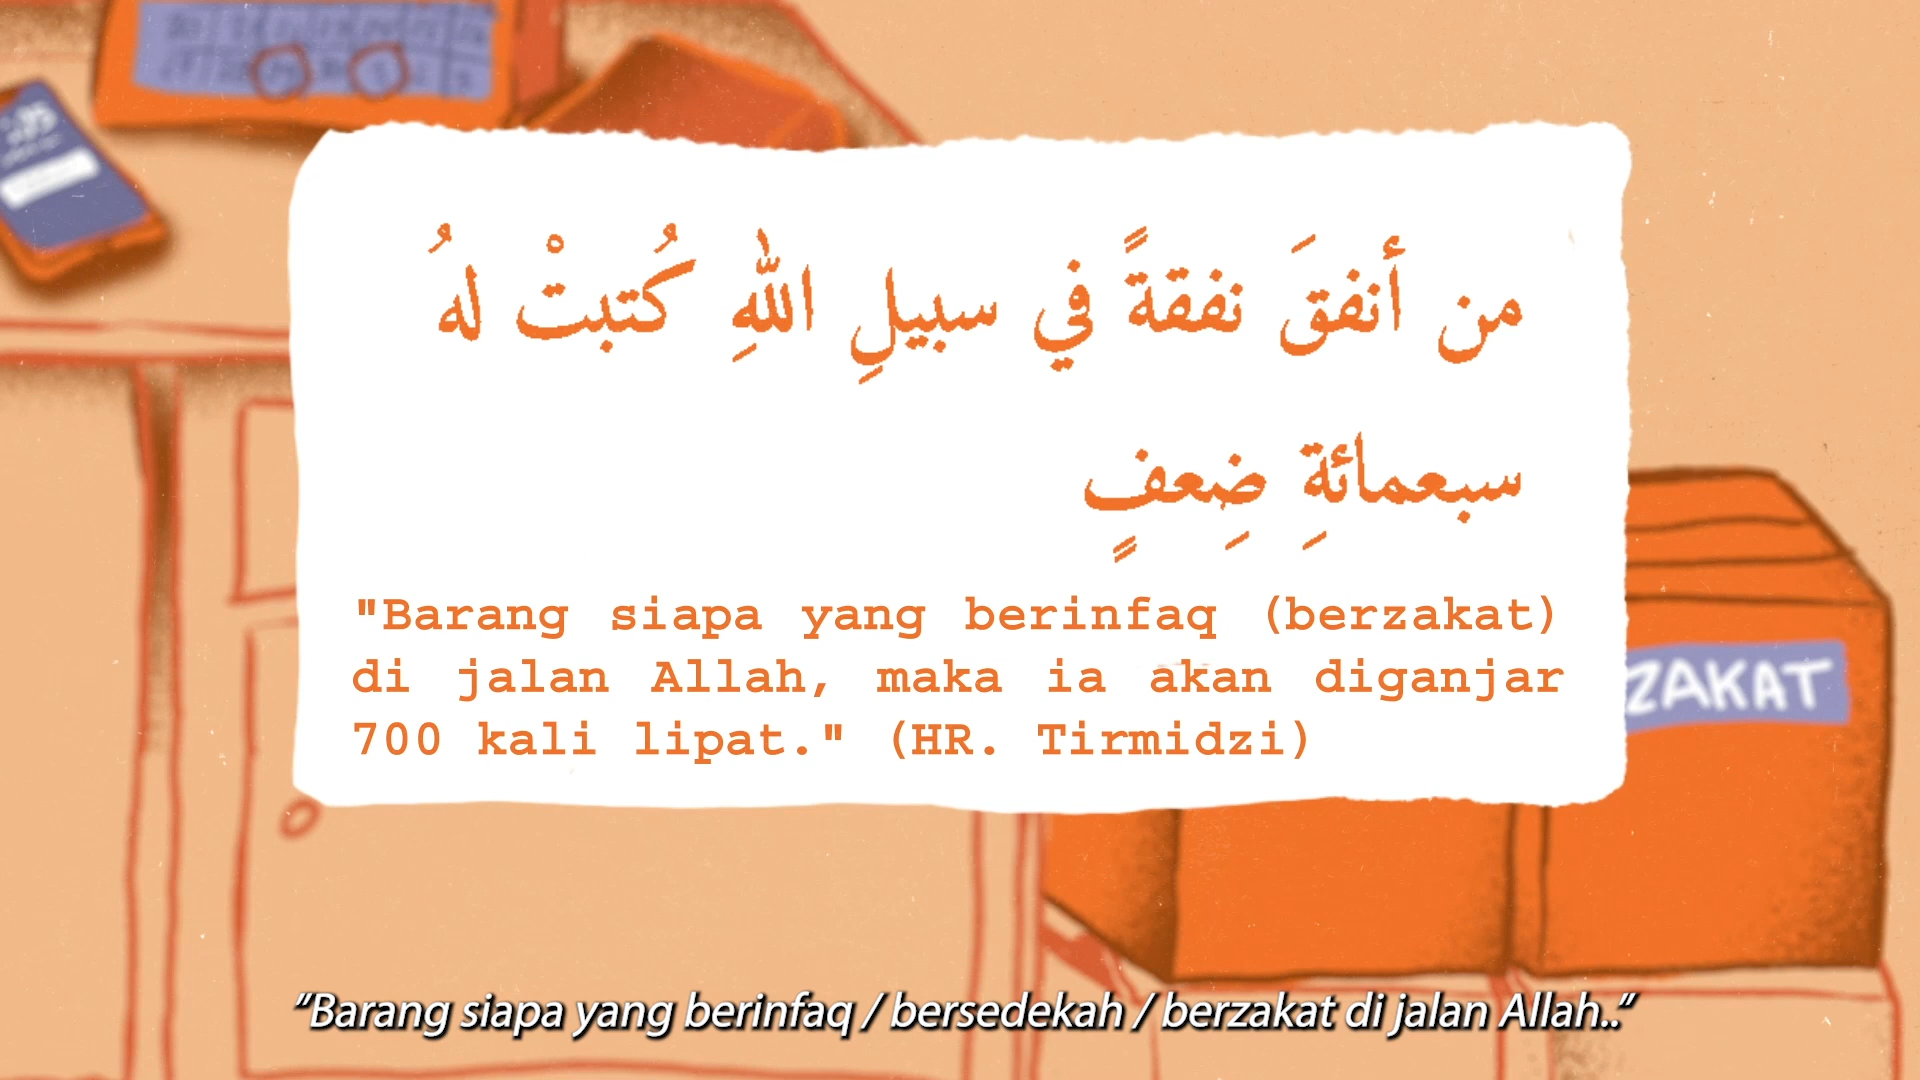 من أنفقَ نفقةً في سبيلِ اللهِ كُتبتْ لهُ
سبعمائةِ ضِعفٍ
"Barang siapa yang berinfaq (berzakat)
di jalan Allah, maka ia akan diganjar
700 kali lipat." (HR. Tirmidzi)
ZAKAT
"Barang siapa yang berinfaq / bersedekah / berzakat di jalan Allah.."